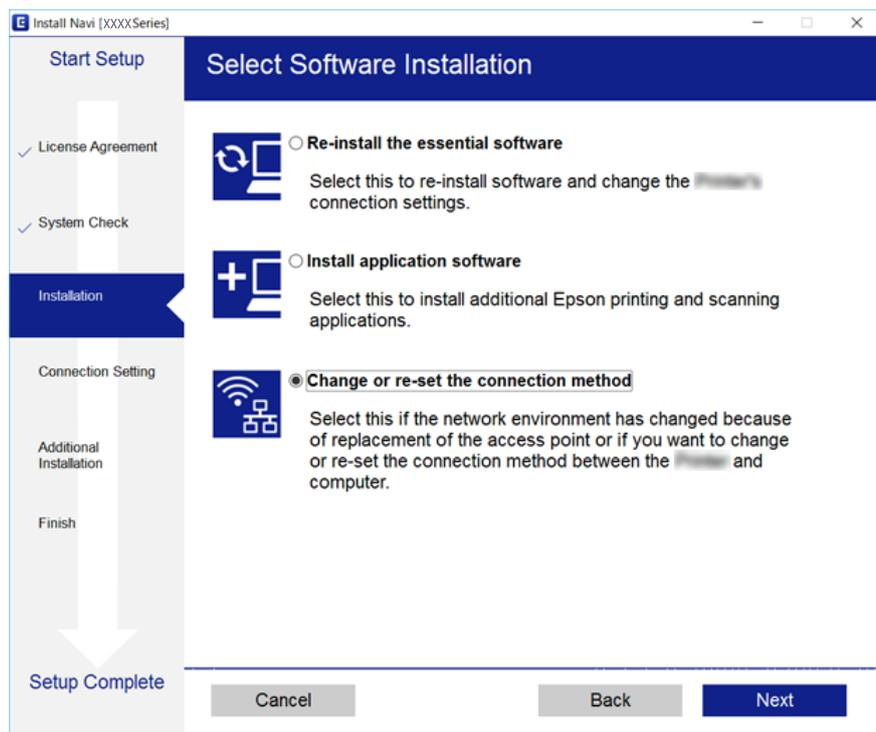 E Install Navi [XXXXSeries]
Start Setup
License Agreement
System Check
Installation
Connection Setting
Additional
Installation
Finish
Setup Complete
Select Software Installation
Re-install the essential software
Select this to re-install software and change the
connection settings.
Install application software
Select this to install additional Epson printing and scanning
applications.
Change or re-set the connection method
Select this if the network environment has changed because
of replacement of the access point or if you want to change
or re-set the connection method between the and
computer.
Cancel
Back
Next